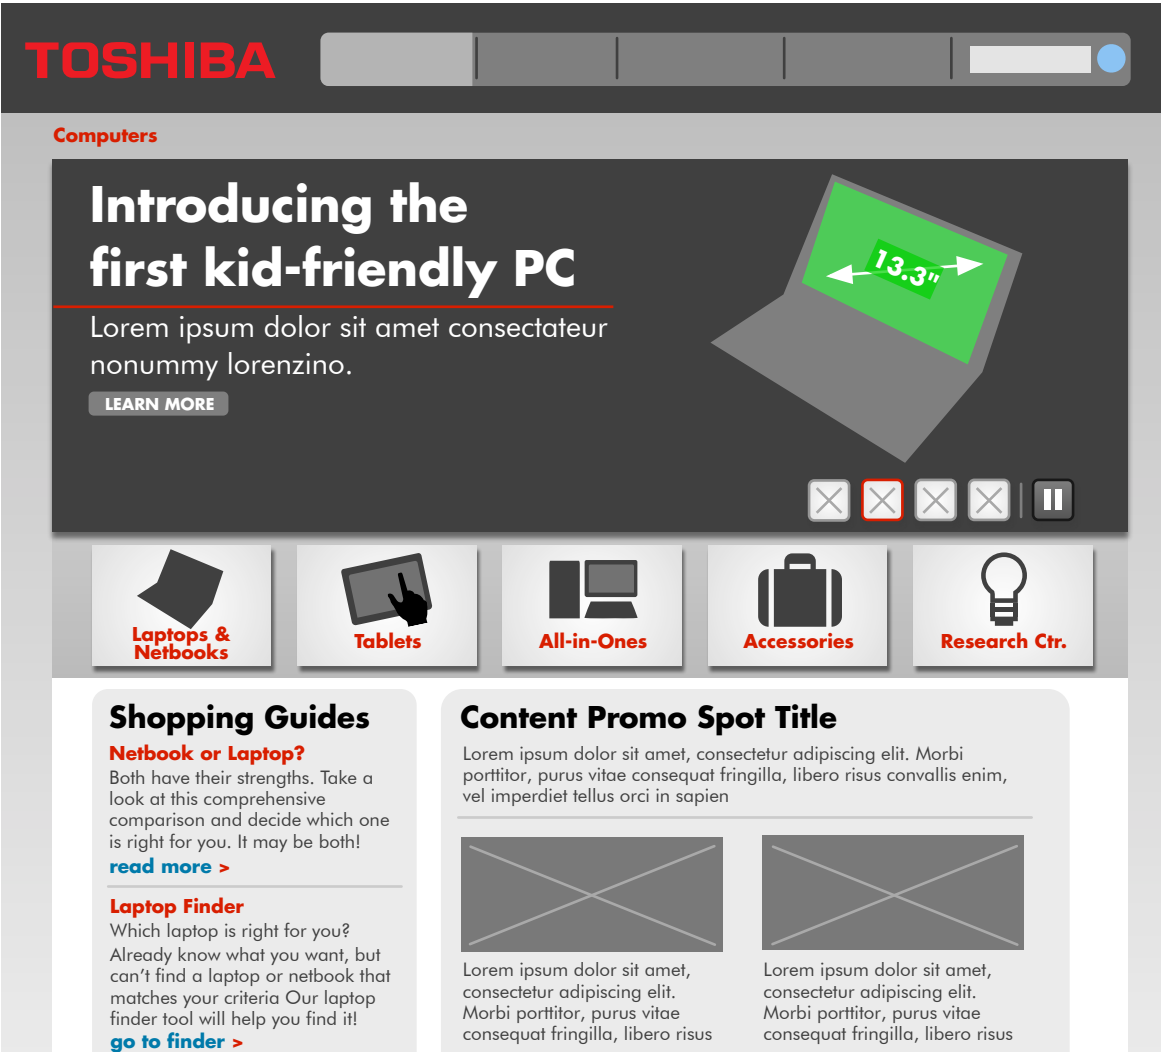 TOSHIBA
Computers
Introducing the
first kid-friendly PC
Lorem ipsum dolor sit amet consectateur
nonummy lorenzino.
LEARN MORE
13.3"
Laptops &
Netbooks
Tablets
All-in-Ones
Accessories
Research Ctr.
Shopping Guides
Netbook or Laptop?
Both have their strengths. Take a
look at this comprehensive
comparison and decide which one
is right for you. It may be both!
read more >
Laptop Finder
Which laptop is right for you?
Already know what you want, but
can't find a laptop or netbook that
matches your criteria Our laptop
finder tool will help you find it!
go to finder >
Content Promo Spot Title
Lorem ipsum dolor sit amet, consectetur adipiscing elit. Morbi
porttitor, purus vitae consequat fringilla, libero risus convallis enim,
vel imperdiet tellus orci in sapien
Lorem ipsum dolor sit amet,
consectetur adipiscing elit.
Morbi porttitor, purus vitae
consequat fringilla, libero risus
Lorem ipsum dolor sit amet,
consectetur adipiscing elit.
Morbi porttitor, purus vitae
consequat fringilla, libero risus